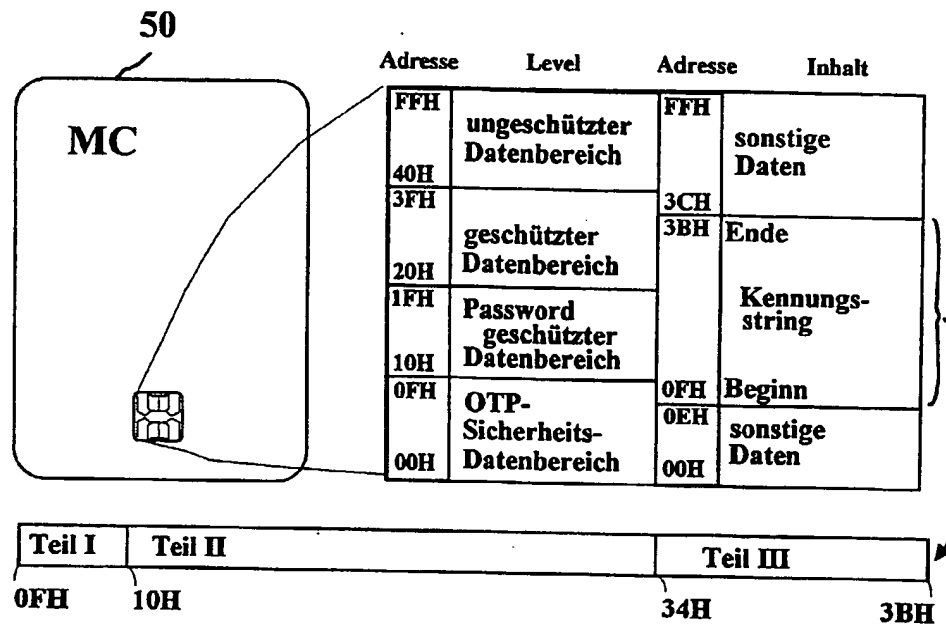 50
MC
Adresse Level Adresse Inhalt
FFH
ungeschützter
Datenbereich
40H
3FH
geschützter
Datenbereich
20H
1FH
Password
geschützter
Datenbereich
10H
0FH
OTP-
Sicherheits-
Datenbereich
00H
FFH
sonstige
Daten
3CH
3BH Ende
Kennungs-
string
0FH Beginn
0EH
sonstige
Daten
00H
Teil I Teil II Teil III
0FH 10H 34H 3BH